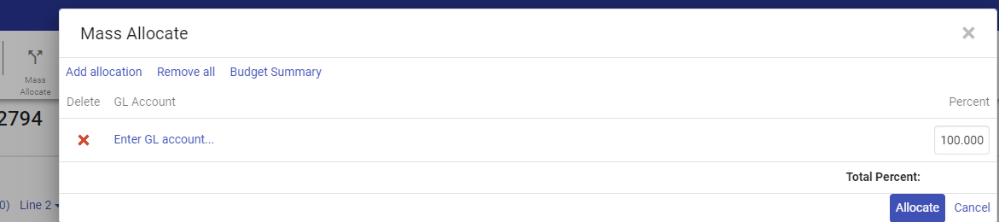 Mass Allocate
×
Add allocation Remove all Budget Summary
Mass
Allocate
Delete GL Account Percent
2794
Enter GL account... 100.000
Total Percent:
0) Line 2
Allocate Cancel